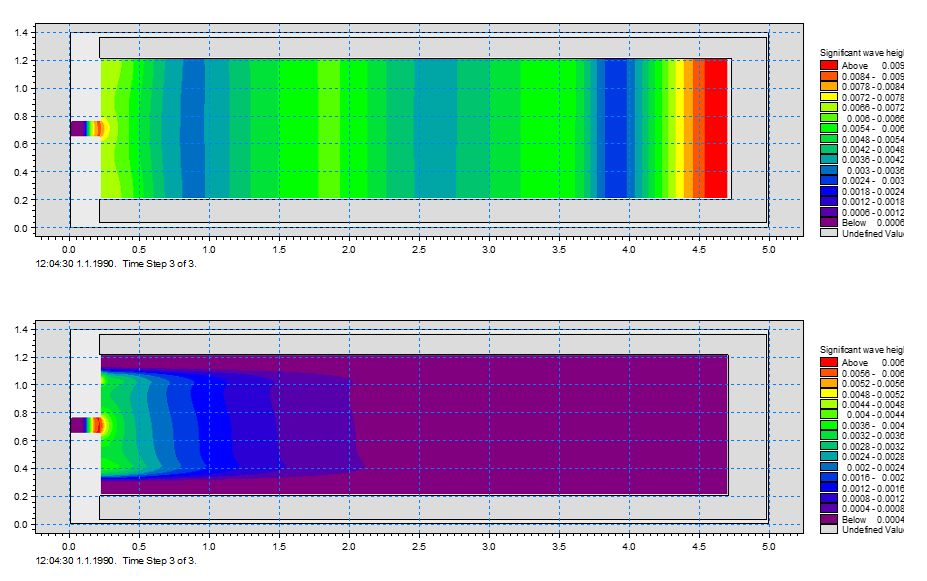 1.4
1.2
1.0
0.8
0.6
0.4
0.2
0.0
0.0 0.5 1.0 1.5 2.0 2.5 3.0 3.5 4.0 4.5 5.0
12:04:30 1.1.1990. Time Step 3 of 3.
Significant wave heig
Above 0.009
0.0084 - 0.009
0.0072 - 0.0084
0.0072 - 0.0078
0.0066 - 0.0072
0.006 - 0.0066
0.0054 - 0.006
0.0048 - 0.0054
0.0042 - 0.0048
0.0036 - 0.0042
0.003 - 0.0036
0.0024 - 0.003
0.0018 - 0.0024
0.0012 - 0.0018
0.0006 - 0.0012
Below 0.0006
Undefined Valu
1.4
1.2
1.0
0.8
0.6
0.4
0.2
0.0
0.0 0.5 1.0 1.5 2.0 2.5 3.0 3.5 4.0 4.5 5.0
12:04:30 1.1.1990. Time Step 3 of 3.
Significant wave heig
Above 0.006
0.0056 - 0.006
0.0052 - 0.0056
0.0048 - 0.0052
0.0044 - 0.0048
0.004 - 0.0044
0.0036 - 0.004
0.0032 - 0.0036
0.0028 - 0.0032
0.0024 - 0.0028
0.002 - 0.0024
0.0016 - 0.002
0.0012 - 0.0016
0.0008 - 0.0012
0.0004 - 0.0008
Below 0.0004
Undefined Valu